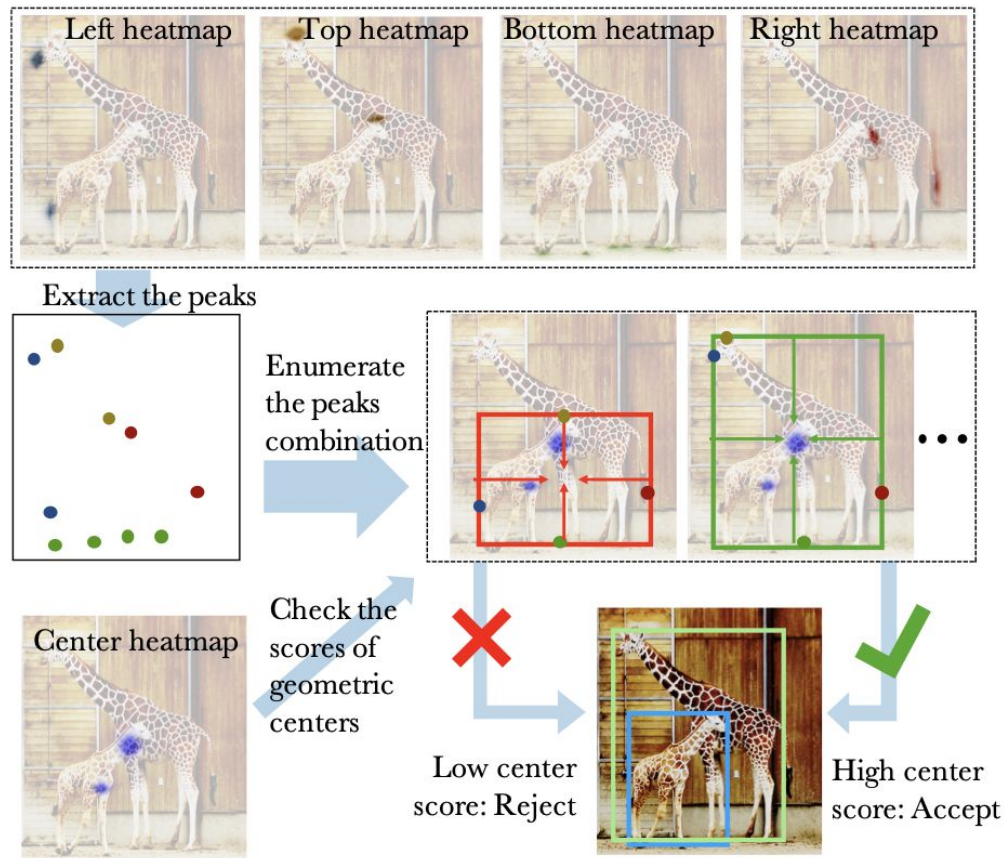 Left heatmap
Top heatmap
Bottom heatmap
Right heatmap
Extract the peaks
Enumerate
the peaks
combination
Center heatmap
Check the
scores of
geometric
centers
Low center
score: Reject
High center
score: Accept